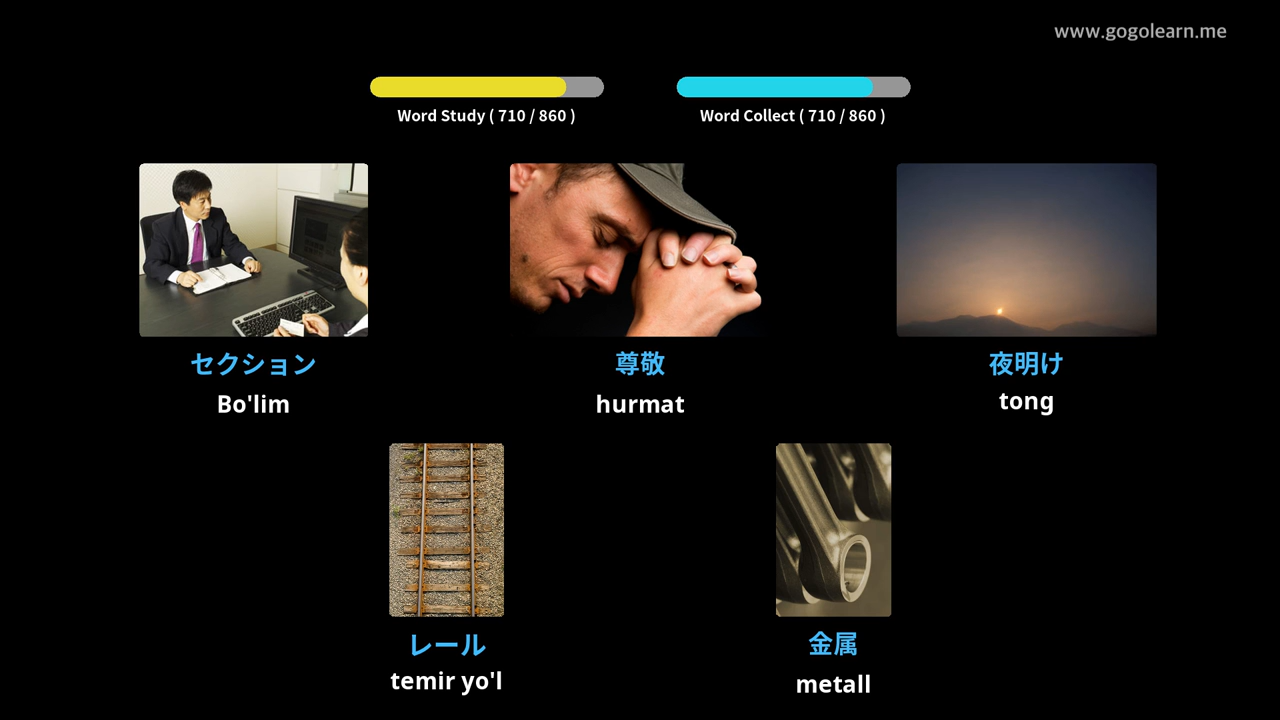 www.gogolearn.me
Word Study ( 710 / 860 )
Word Collect ( 710 / 860 )
セクション
Bo'lim
尊敬
hurmat
夜明け
tong
レール
temir yo'l
金属
metall